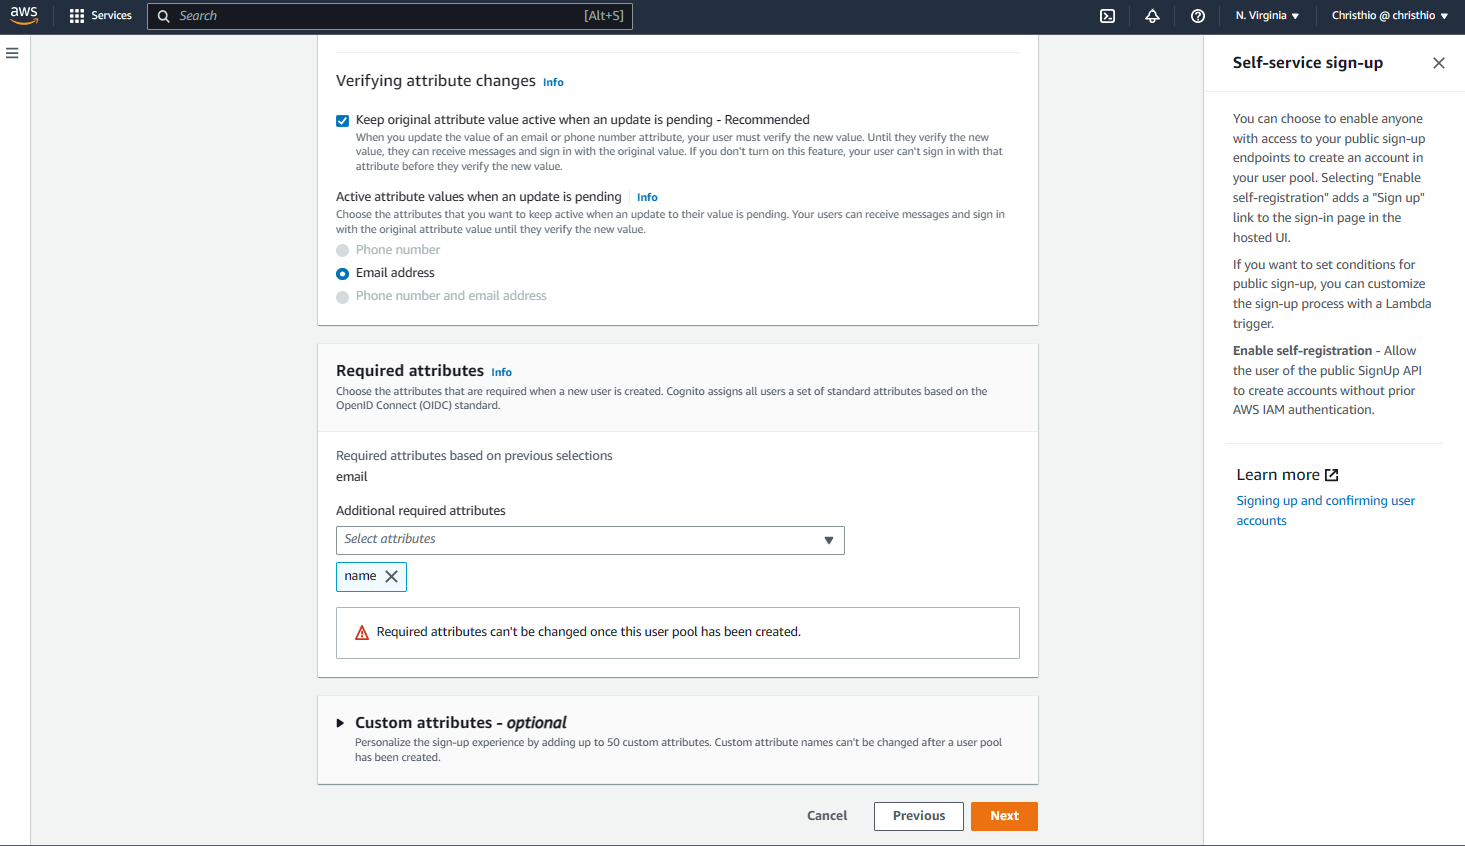 aws
Services
Search
[Alt+S]
N. Virginia
Christhio @ christhio
Verifying attribute changes Info
Keep original attribute value active when an update is pending - Recommended
When you update the value of an email or phone number attribute, your user must verify the new value. Until they verify the new
value, they can receive messages and sign in with the original value. If you don't turn on this feature, your user can't sign in with that
attribute before they verify the new value.
Active attribute values when an update is pending Info
Choose the attributes that you want to keep active when an update to their value is pending. Your users can receive messages and sign in
with the original attribute value until they verify the new value.
Phone number
Email address
Phone number and email address
Required attributes Info
Choose the attributes that are required when a new user is created. Cognito assigns all users a set of standard attributes based on the
OpenID Connect (OIDC) standard.
Required attributes based on previous selections
email
Additional required attributes
Select attributes
name
Required attributes can't be changed once this user pool has been created.
Custom attributes - optional
Personalize the sign-up experience by adding up to 50 custom attributes. Custom attribute names can't be changed after a user pool
has been created.
Cancel
Previous
Next
Self-service sign-up
You can choose to enable anyone
with access to your public sign-up
endpoints to create an account in
your user pool. Selecting "Enable
self-registration" adds a "Sign up"
link to the sign-in page in the
hosted UI.
If you want to set conditions for
public sign-up, you can customize
the sign-up process with a Lambda
trigger.
Enable self-registration - Allow
the user of the public SignUp API
to create accounts without prior
AWS IAM authentication.
Learn more
Signing up and confirming user
accounts